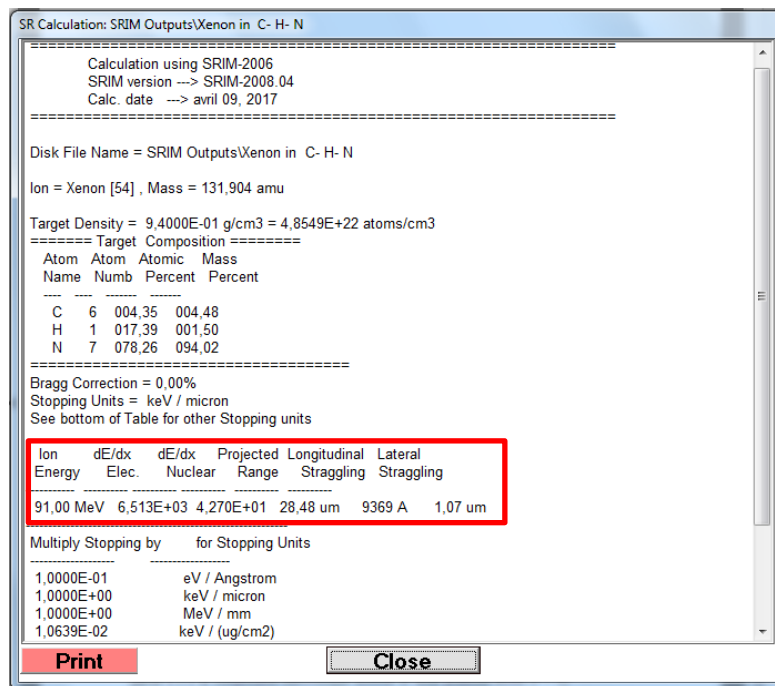 SR Calculation: SRIM Outputs\Xenon in  C- H- N
==================================================================
Calculation using SRIM-2006
SRIM version ---> SRIM-2008.04
Calc. date   ---> avril 09, 2017
==================================================================
Disk File Name = SRIM Outputs\Xenon in  C- H- N
Ion = Xenon [54] , Mass = 131,904 amu
Target Density =  9,4000E-01 g/cm3 = 4,8549E+22 atoms/cm3
======= Target  Composition ========
Atom  Atom  Atomic  Mass
Name  Numb  Percent  Percent
----  ----  -------  -------
C  6  004,35  004,48
H  1  017,39  001,50
N  7  078,26  094,02
====================================
Bragg Correction = 0,00%
Stopping Units =  keV / micron
See bottom of Table for other Stopping units
Ion  dE/dx  dE/dx  Projected  Longitudinal  Lateral
Energy  Elec.  Nuclear  Range  Straggling  Straggling
----------  ----------  ----------  ----------  ----------  ----------
91,00 MeV  6,513E+03  4,270E+01  28,48 um  9369 A  1,07 um
-----------------------------------------------------------
Multiply Stopping by  for Stopping Units
-------------------  ------------------
1,0000E-01  eV / Angstrom
1,0000E+00  keV / micron
1,0000E+00  MeV / mm
1,0639E-02  keV / (ug/cm2)
Print  Close